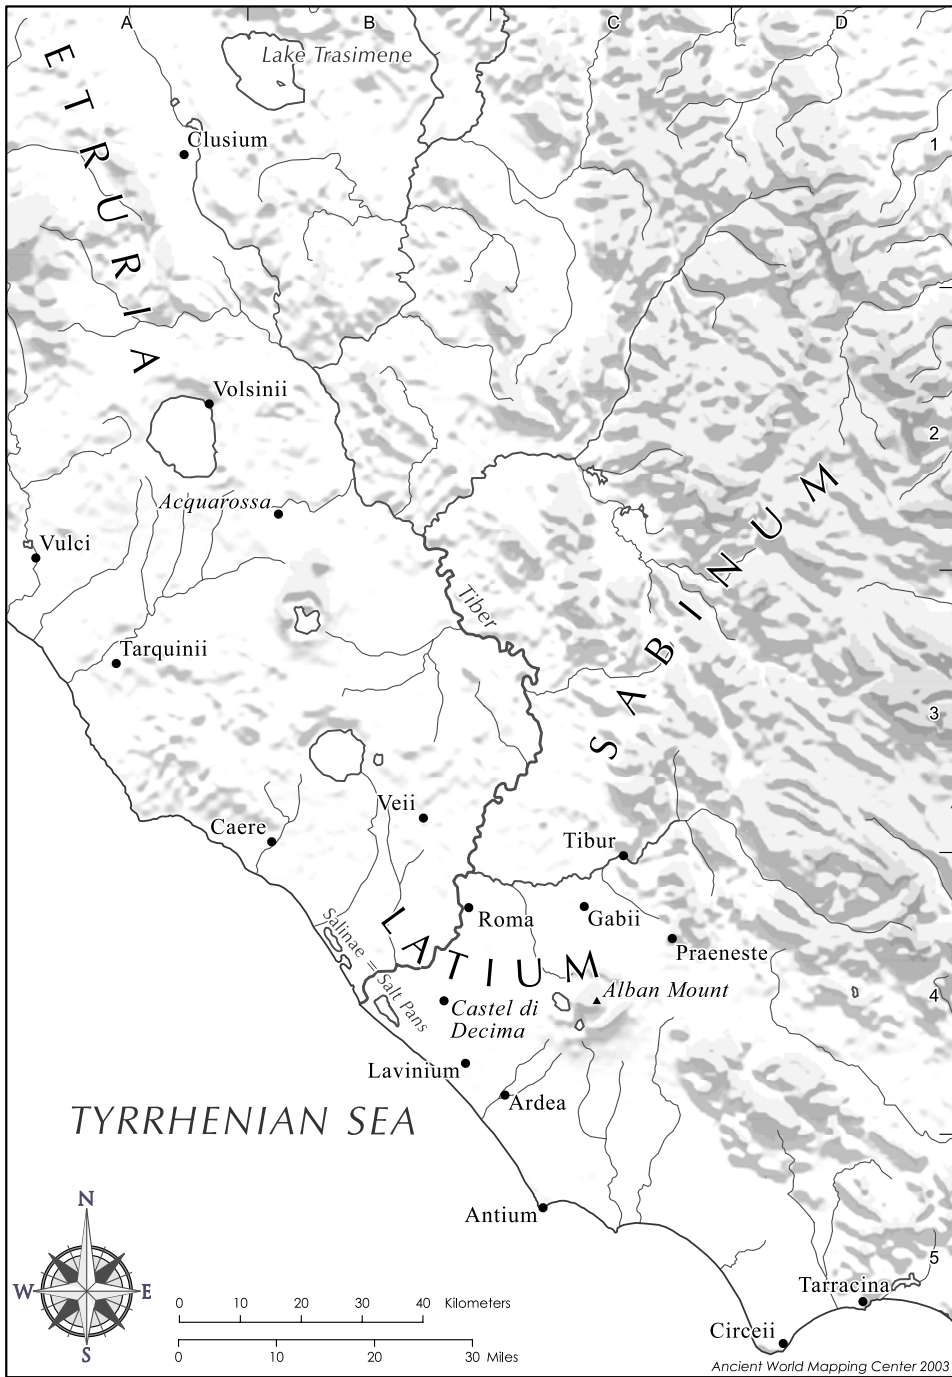 A
B
C
D
ETRURIA
Lake Trasimene
Clusium
1
Volsinii
2
Acquarossa
Vulci
SABINUM
Tiber
Tarquinii
3
Veii
Caere
Tibur
LATIUM
Roma
Gabii
Praeneste
Salinae = Salt Pans
Alban Mount
4
Castel di
Decima
Lavinium
Ardea
TYRRHENIAN SEA
Antium
N
W
E
S
5
0 10 20 30 40 Kilometers
0 10 20 30 Miles
Tarracina
Circeii
Ancient World Mapping Center 2003